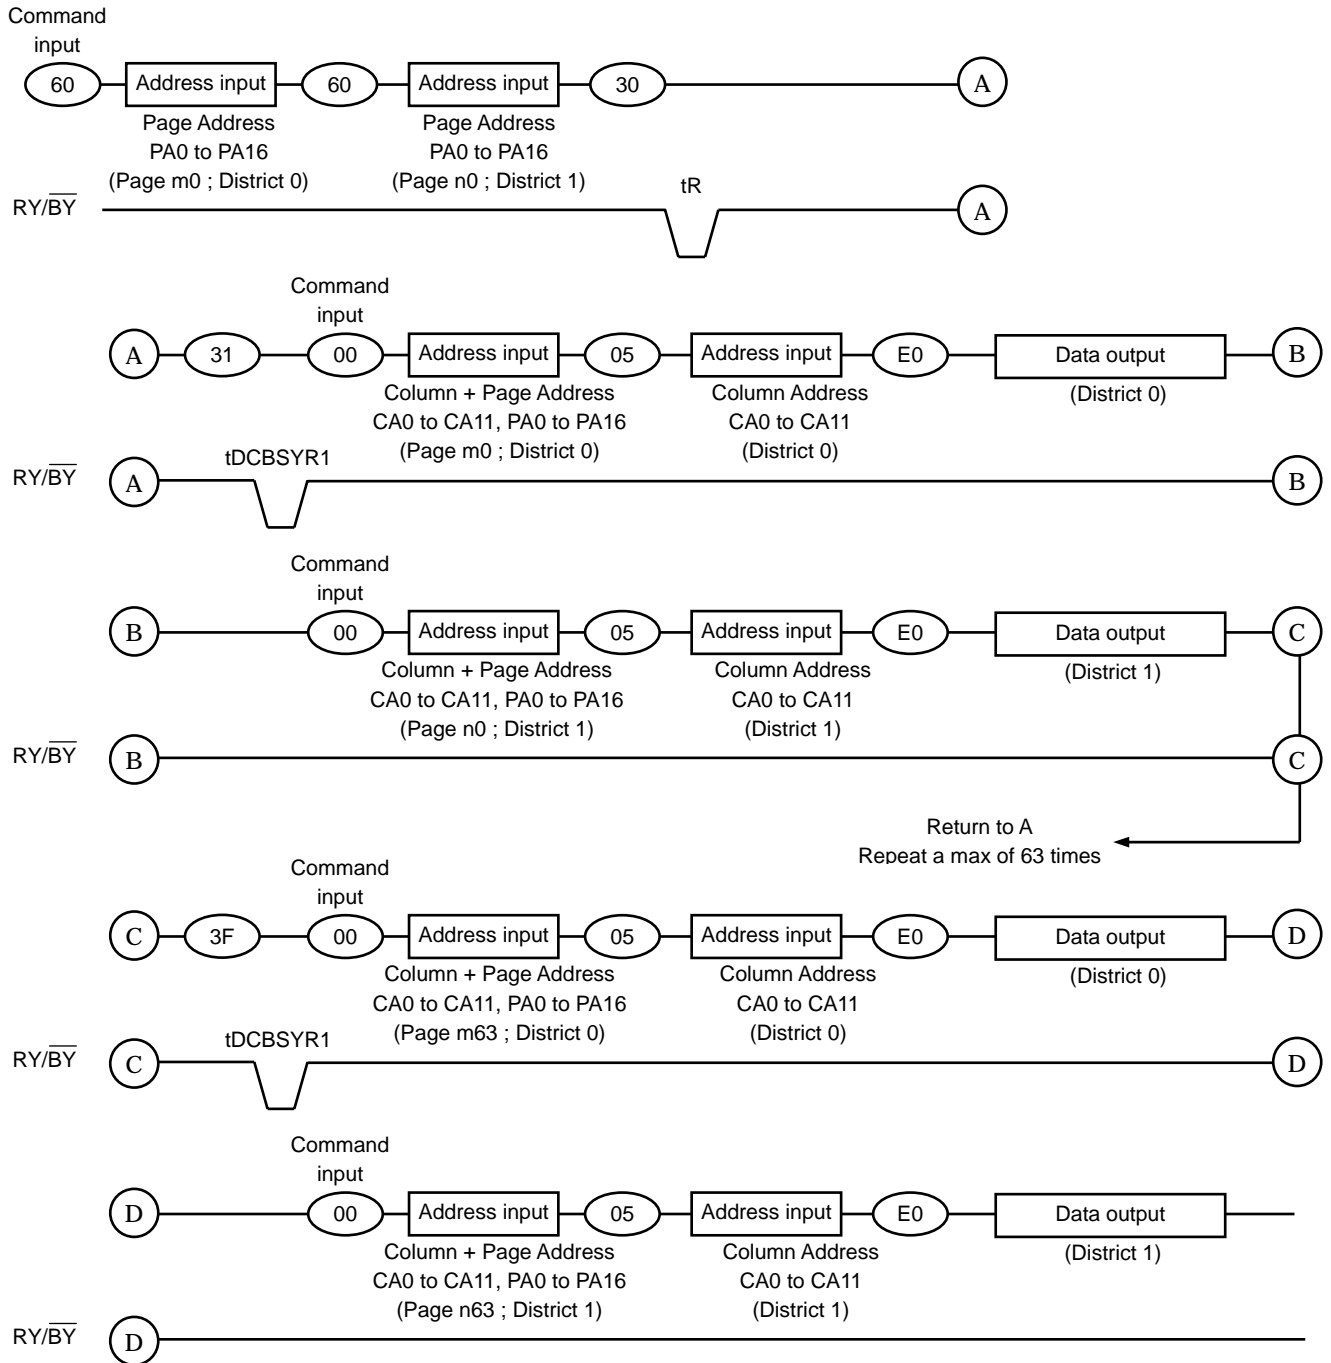 Command
input
60 Address input 60 Address input 30 A
Page Address Page Address
PA0 to PA16 PA0 to PA16
(Page m0 ; District 0) (Page n0 ; District 1)
tR
RY/BY A
Command
input
A 31 00 Address input 05 Address input E0 Data output B
Column + Page Address Column Address (District 0)
CA0 to CA11, PA0 to PA16 CA0 to CA11
(Page m0 ; District 0) (District 0)
tDCBSYR1
RY/BY A B
Command
input
B 00 Address input 05 Address input E0 Data output C
Column + Page Address Column Address (District 1)
CA0 to CA11, PA0 to PA16 CA0 to CA11
(Page n0 ; District 1) (District 1)
RY/BY B C
Return to A
Repeat a max of 63 times
Command
input
C 3F 00 Address input 05 Address input E0 Data output D
Column + Page Address Column Address (District 0)
CA0 to CA11, PA0 to PA16 CA0 to CA11
(Page m63 ; District 0) (District 0)
tDCBSYR1
RY/BY C D
Command
input
D 00 Address input 05 Address input E0 Data output
Column + Page Address Column Address (District 1)
CA0 to CA11, PA0 to PA16 CA0 to CA11
(Page n63 ; District 1) (District 1)
RY/BY D